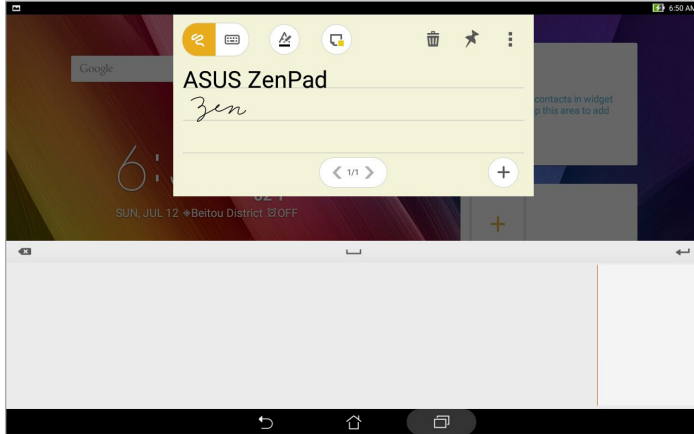 6:50 AM
Google
ASUS ZenPad
Zen
contacts in widget
p this area to add
1/1
6:
SUN, JUL 12 Beitou District OFF